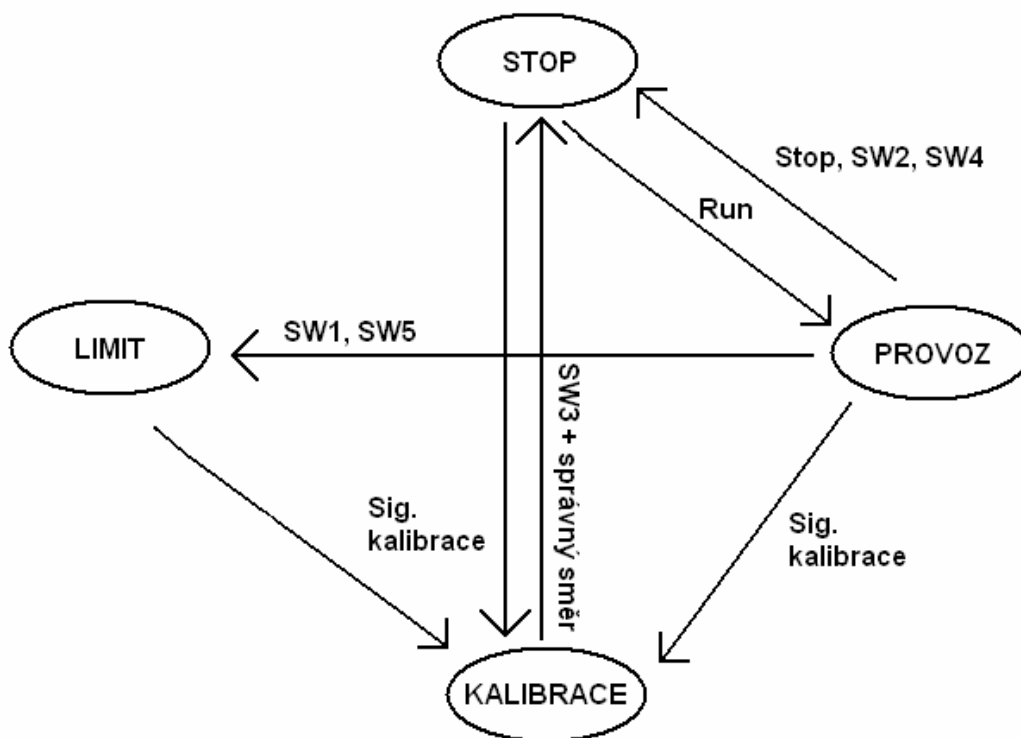 STOP
Stop, SW2, SW4
Run
SW1, SW5
LIMIT
PROVOZ
SW3 + správný směr
Sig.
kalibrace
Sig.
kalibrace
KALIBRACE